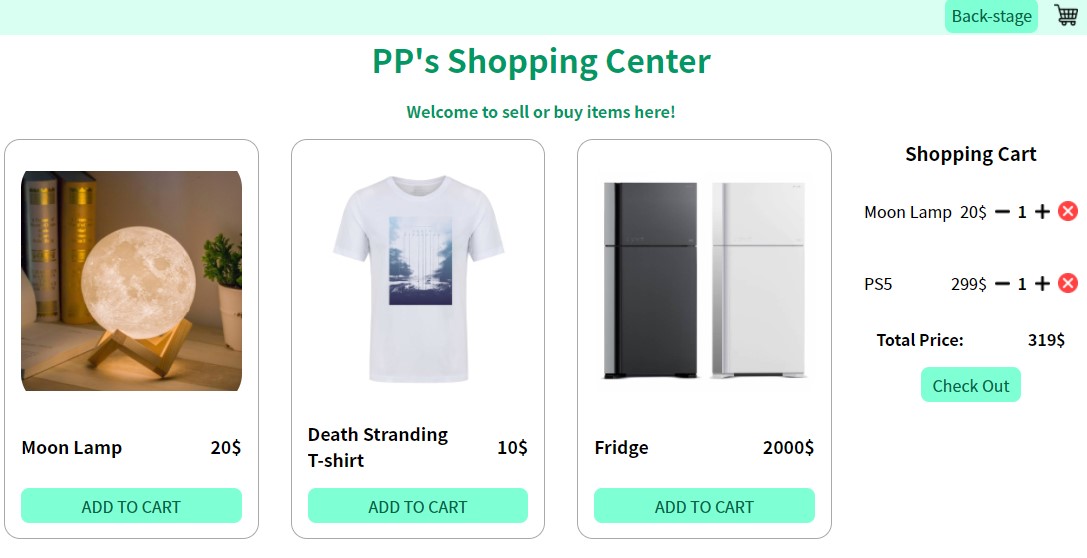 Back-stage
PP's Shopping Center
Welcome to sell or buy items here!
Moon Lamp 20$
ADD TO CART
Death Stranding
T-shirt 10$
ADD TO CART
Fridge 2000$
ADD TO CART
Shopping Cart
Moon Lamp 20$ 1
PS5 299$ 1
Total Price: 319$
Check Out